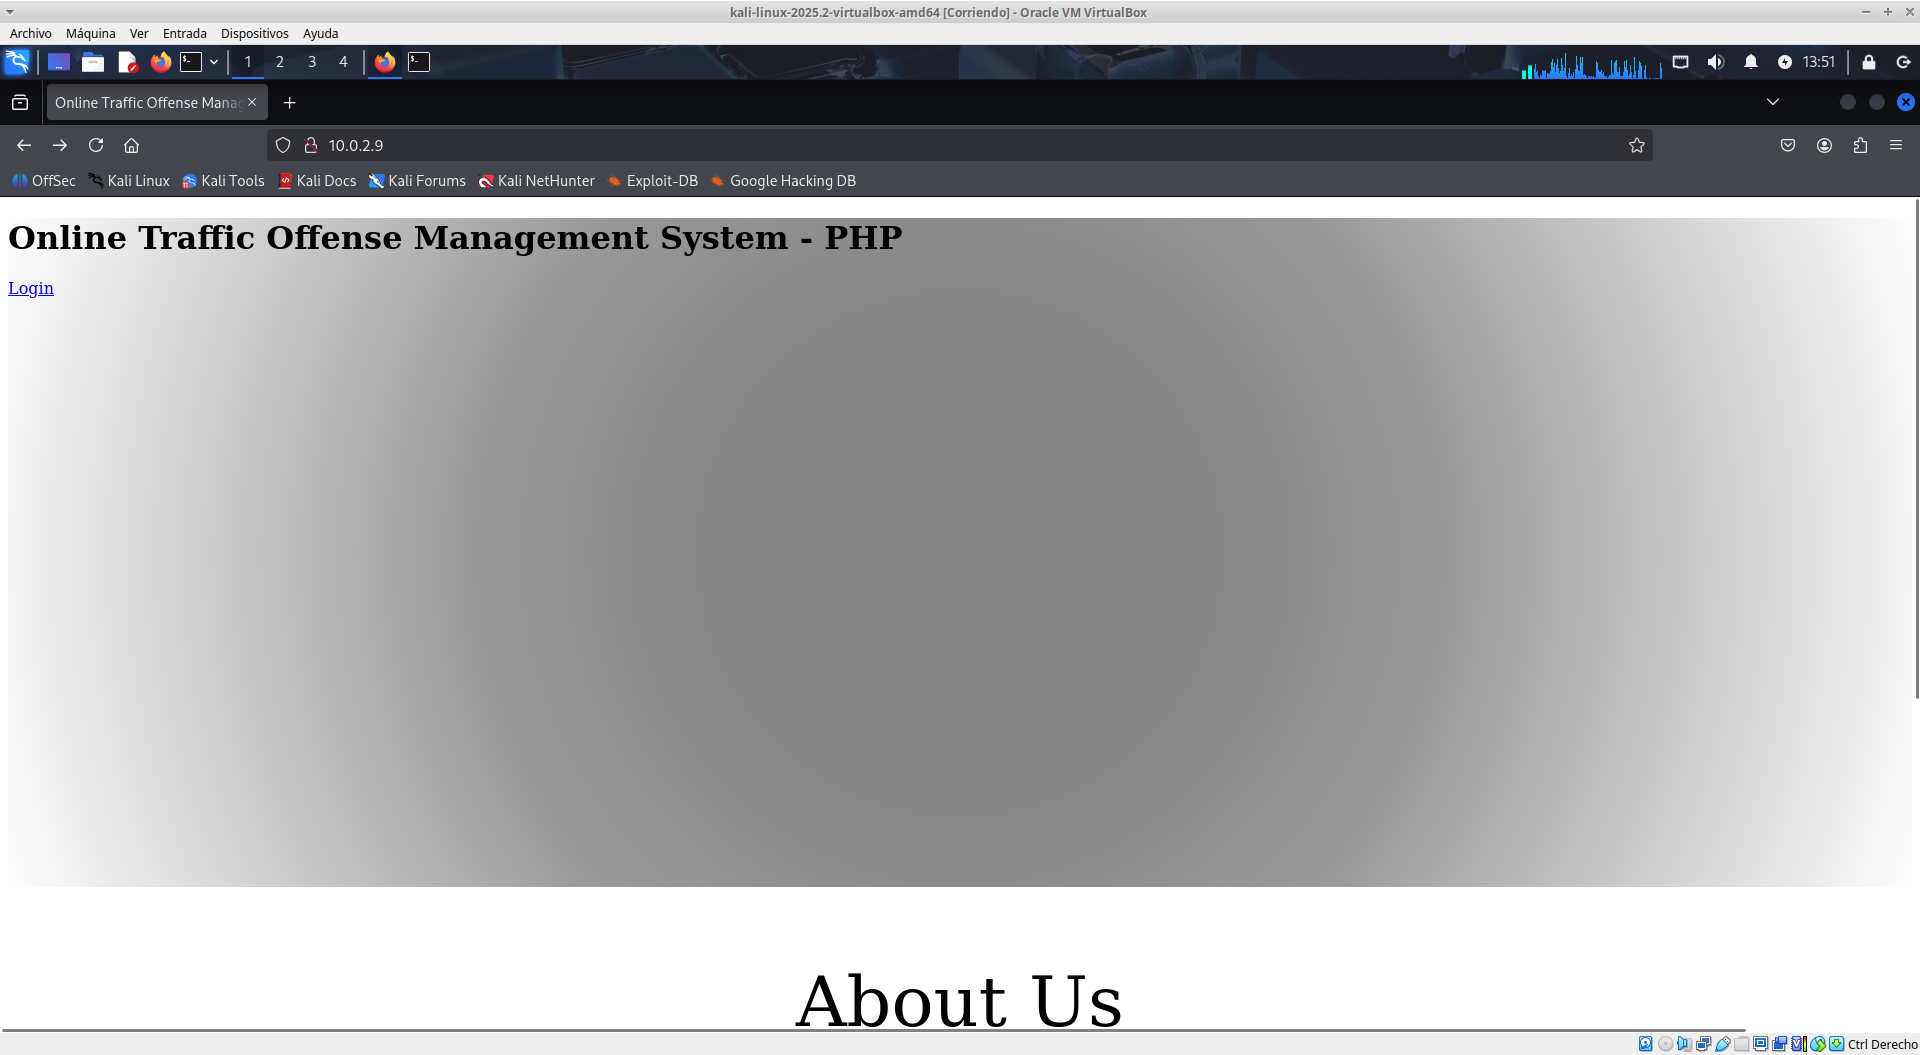 kali-linux-2025.2-virtualbox-amd64 [Corriendo] - Oracle VM VirtualBox
Archivo Máquina Ver Entrada Dispositivos Ayuda
1 2 3 4 13:51
Online Traffic Offense Mana
10.0.2.9
OffSec Kali Linux Kali Tools Kali Docs Kali Forums Kali NetHunter Exploit-DB Google Hacking DB
Online Traffic Offense Management System - PHP
Login
About Us
Ctrl Derecho